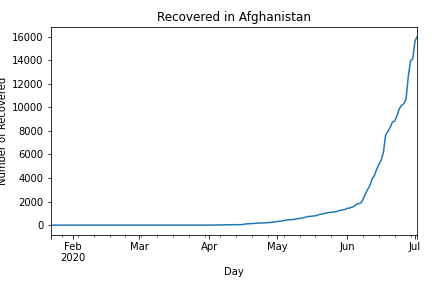 Recovered in Afghanistan
Number of Recovered
16000
14000
12000
10000
8000
6000
4000
2000
0
Feb
2020
Mar
Apr
May
Jun
Jul
Day